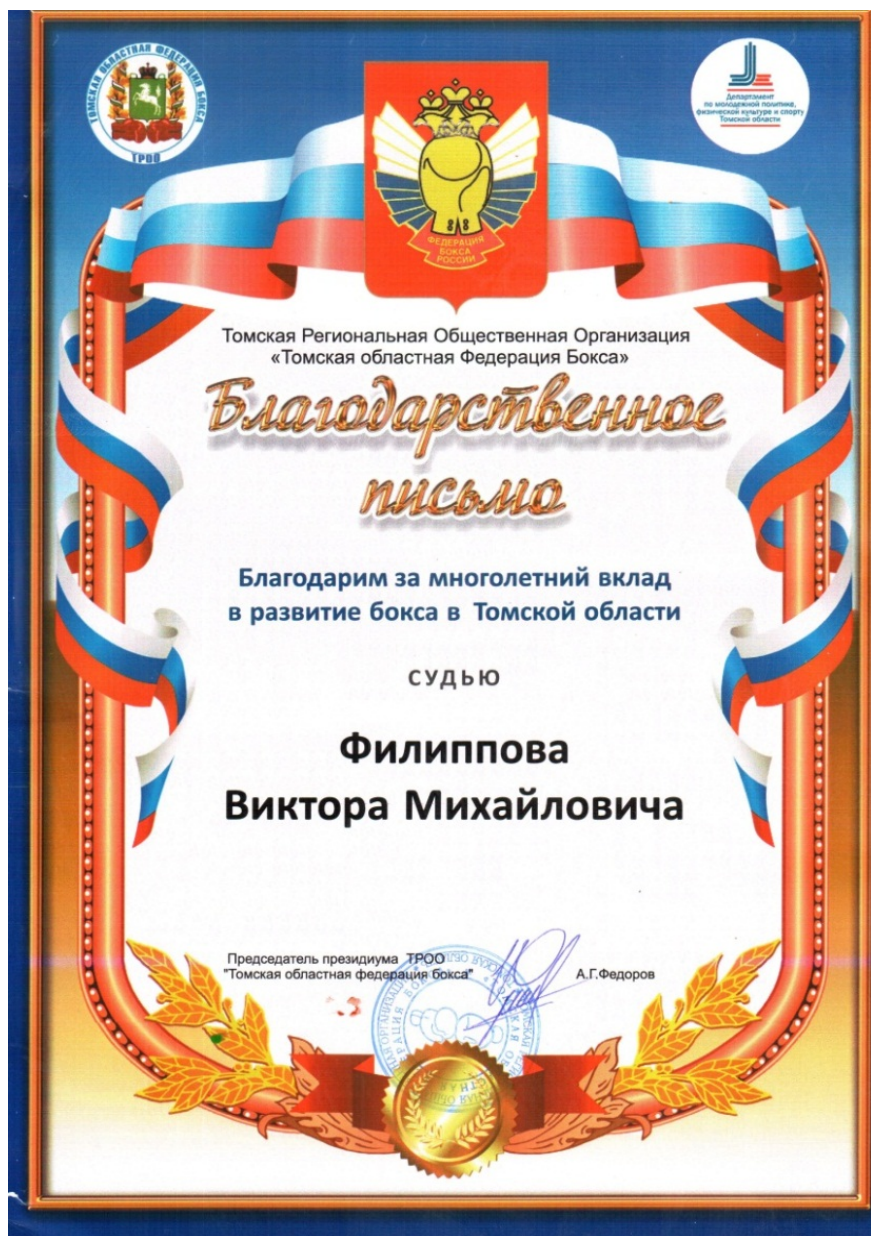 ТОМСКАЯ ОБЛАСТНАЯ ФЕДЕРАЦИЯ БОКСА
ТРОО
Департамент
по молодежной политике,
физической культуре и спорту
Томской области
ФЕДЕРАЦИЯ
БОКСА
РОССИИ
Томская Региональная Общественная Организация
«Томская областная Федерация Бокса»
Благодарственное
письмо
Благодарим за многолетний вклад
в развитие бокса в Томской области
СУДЬЮ
Филиппова
Виктора Михайловича
Председатель президиума ТРОО
"Томская областная федерация бокса"
А.Г.Федоров